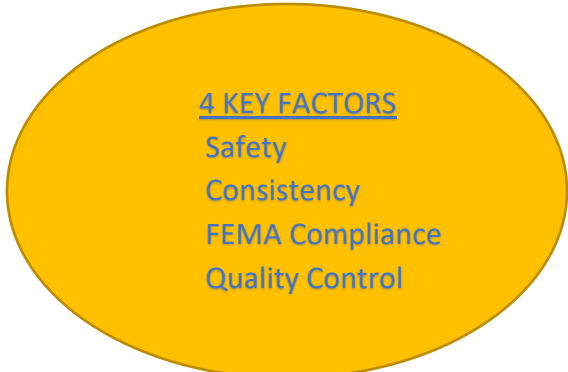 4 KEY FACTORS
Safety
Consistency
FEMA Compliance
Quality Control